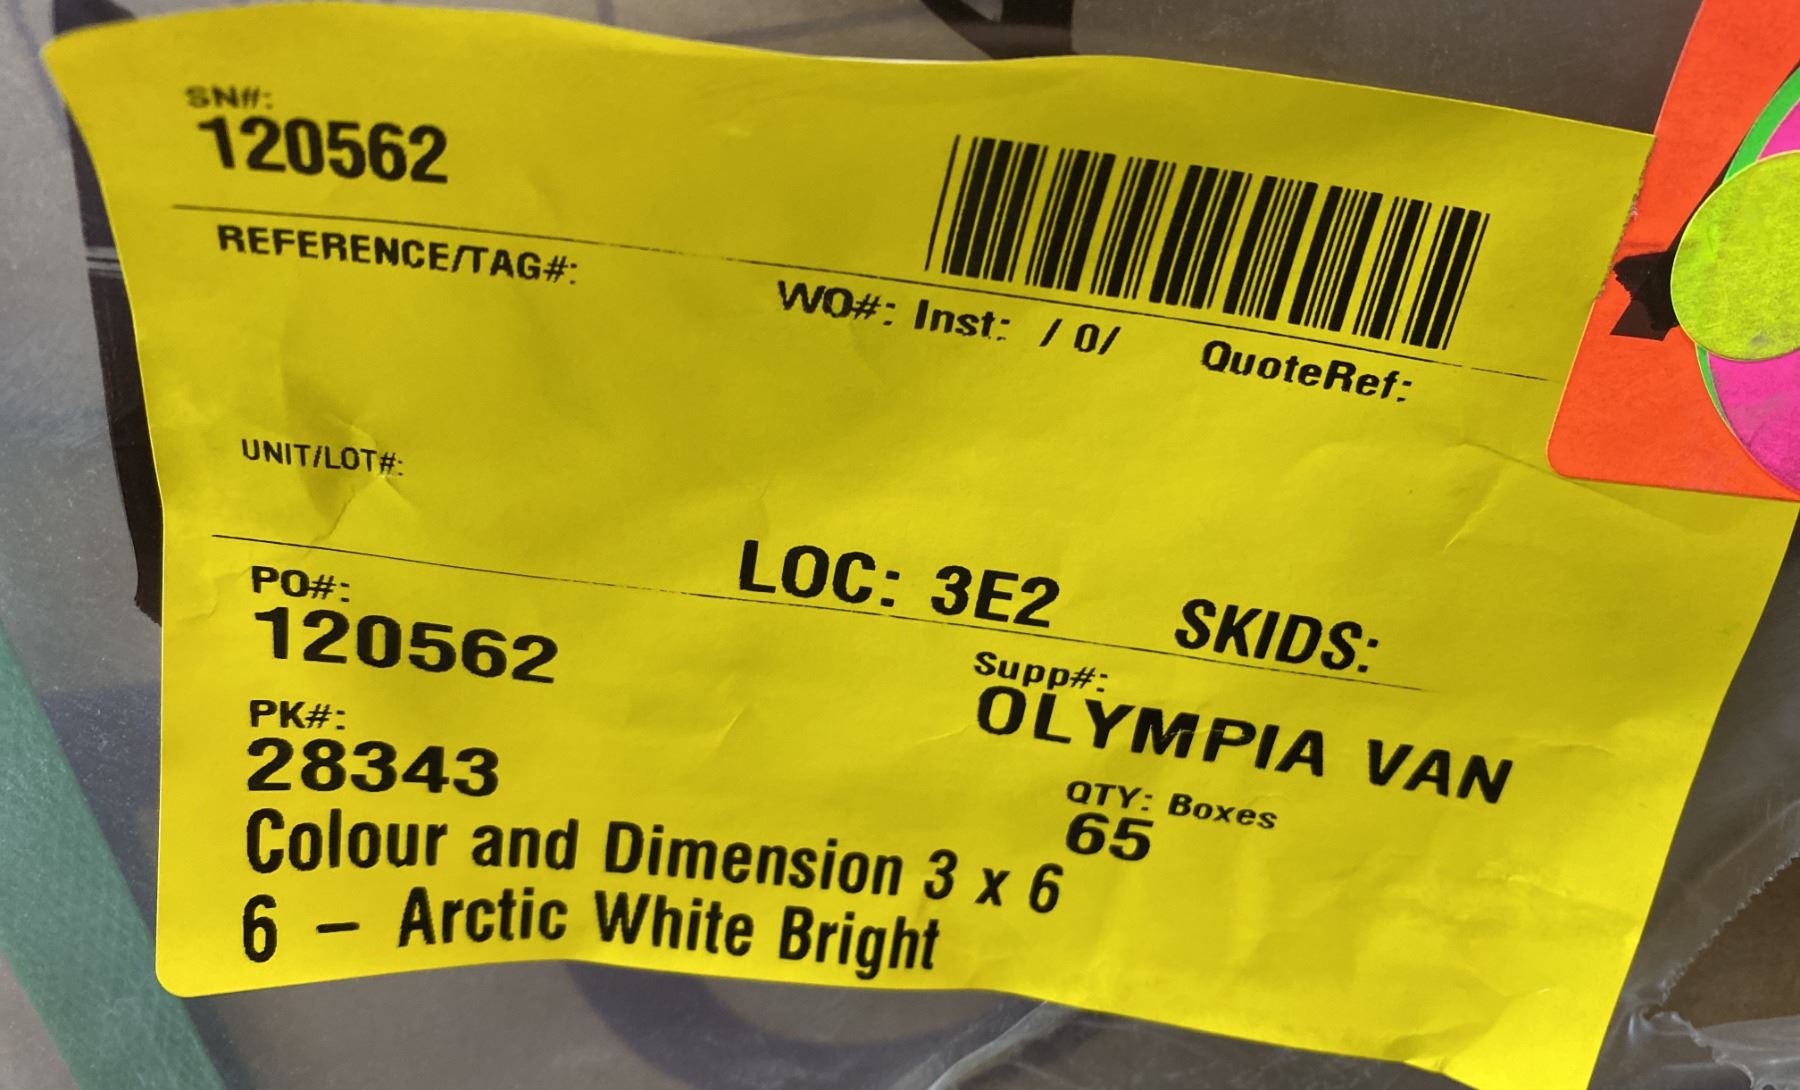 SN#:
120562
REFERENCE/TAG#:
WO#: Inst: / 0/ QuoteRef:
UNIT/LOT#:
LOC: 3E2 SKIDS:
PO#:
120562
Supp#:
OLYMPIA VAN
PK#:
28343
QTY: Boxes
65
Colour and Dimension 3 x 6
6 - Arctic White Bright